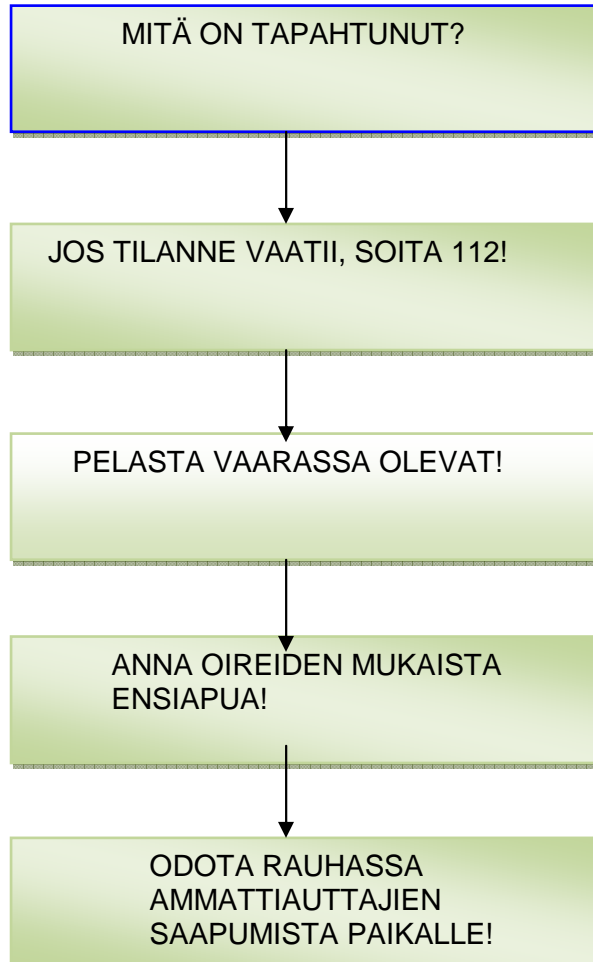 MITÄ ON TAPAHTUNUT?
JOS TILANNE VAATII, SOITA 112!
PELASTA VAARASSA OLEVAT!
ANNA OIREIDEN MUKAISTA
ENSIAPUA!
ODOTA RAUHASSA
AMMATTIAUTTAJIEN
SAAPUMISTA PAIKALLE!